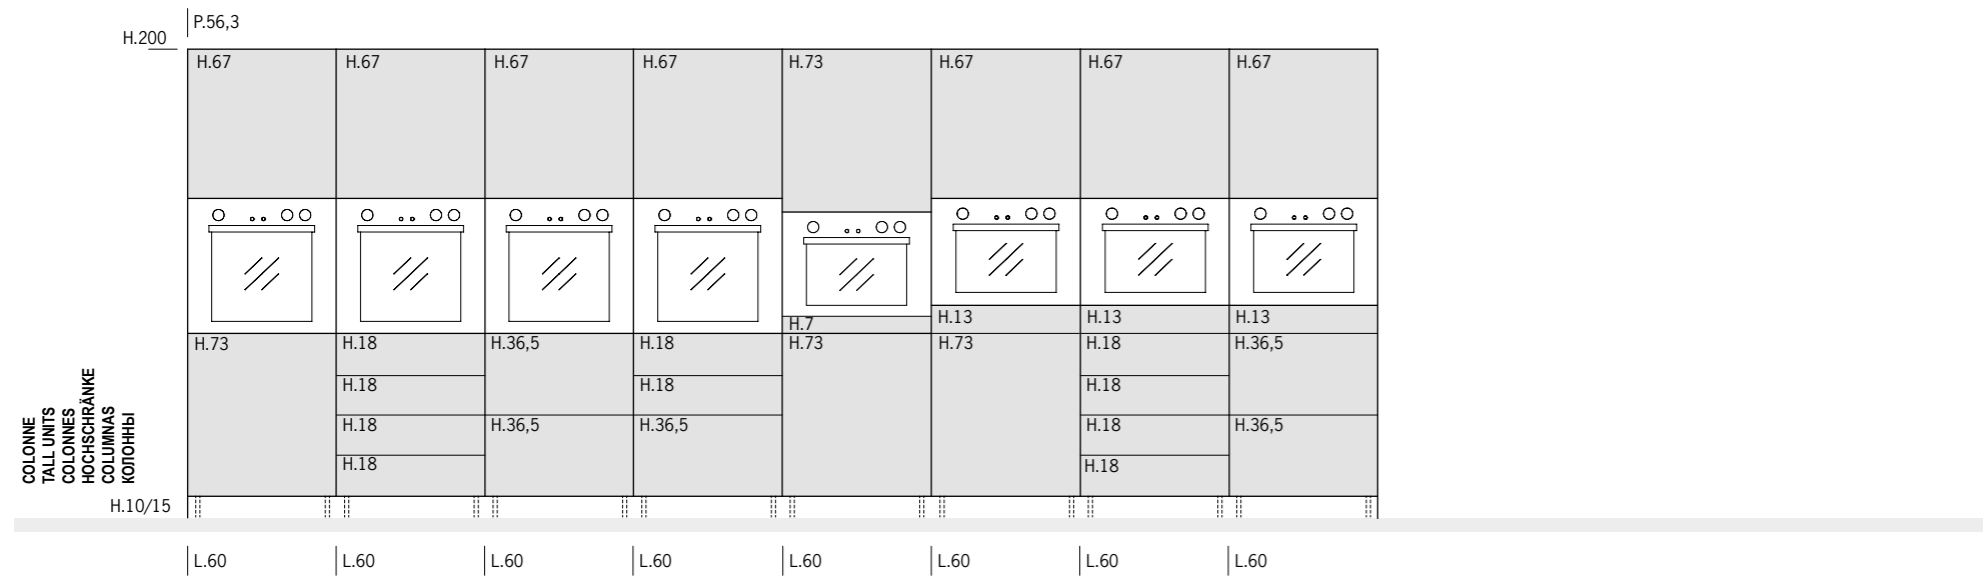 P.56,3
H.200
H.67 H.67 H.67 H.67 H.73 H.67 H.67 H.67
H.7 H.13 H.13 H.13
H.73 H.18 H.36,5 H.18 H.73 H.73 H.18 H.36,5
H.18 H.18 H.18
H.18 H.36,5 H.36,5 H.18 H.36,5
H.18 H.18
COLONNE
TALL UNITS
COLONNES
HOCHSCHRÄNKE
COLUMNAS
КОЛОННЫ
H.10/15
L.60 L.60 L.60 L.60 L.60 L.60 L.60 L.60